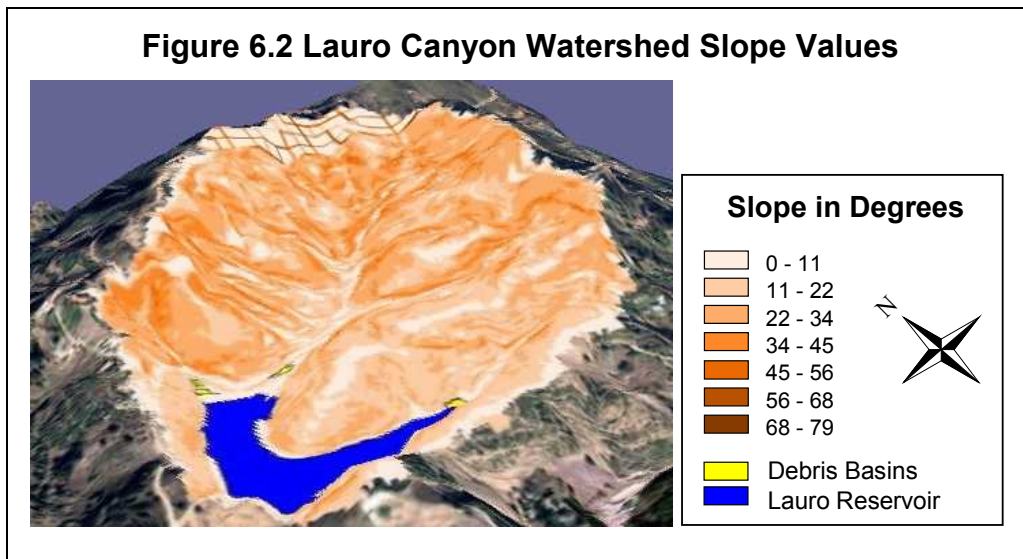 Figure 6.2 Lauro Canyon Watershed Slope Values
Slope in Degrees
0 - 11
11 - 22
22 - 34
34 - 45
45 - 56
56 - 68
68 - 79
N
Debris Basins
Lauro Reservoir